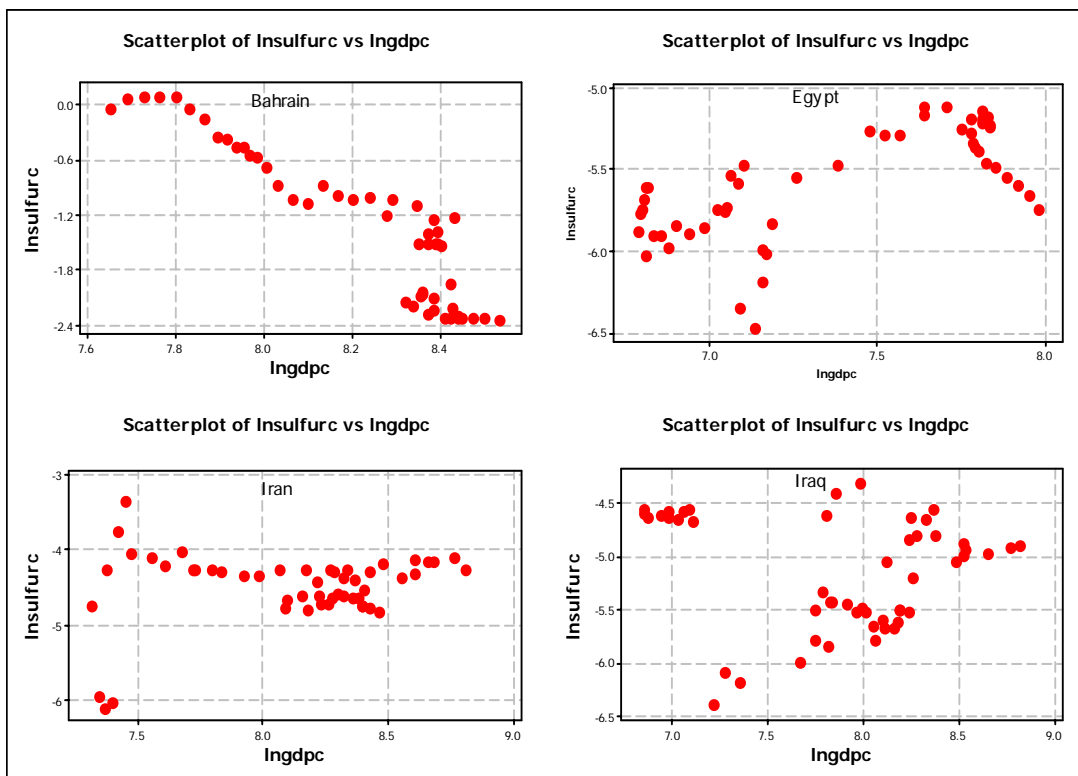 Scatterplot of lnsulfurc vs lngdpc
Bahrain
lnsulfurc
0.0
-0.6
-1.2
-1.8
-2.4
7.6 7.8 8.0 8.2 8.4
lngdpc
Scatterplot of lnsulfurc vs lngdpc
Egypt
lnsulfurc
-5.0
-5.5
-6.0
-6.5
7.0 7.5 8.0
lngdpc
Scatterplot of lnsulfurc vs lngdpc
Iran
lnsulfurc
-3
-4
-5
-6
7.5 8.0 8.5 9.0
lngdpc
Scatterplot of lnsulfurc vs lngdpc
Iraq
lnsulfurc
-4.5
-5.0
-5.5
-6.0
-6.5
7.0 7.5 8.0 8.5 9.0
lngdpc